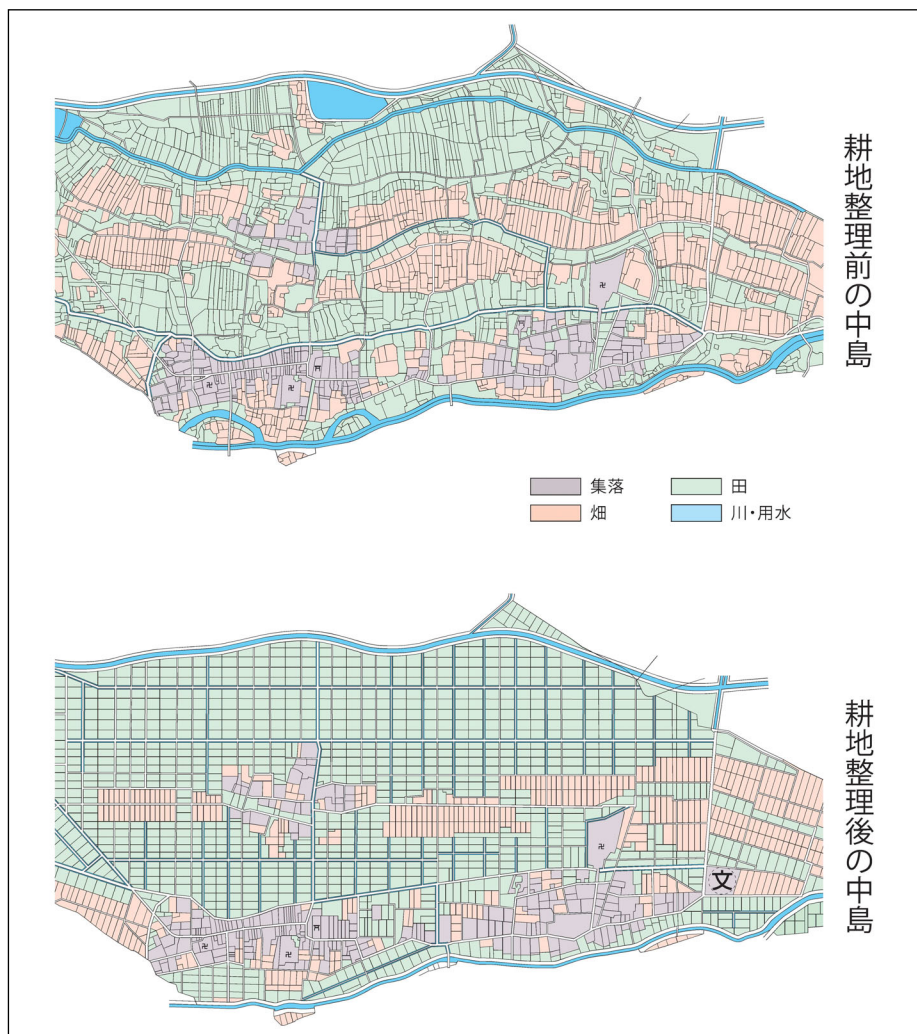 耕地整理前の中島
集落
田
畑
川・用水
耕地整理後の中島
文